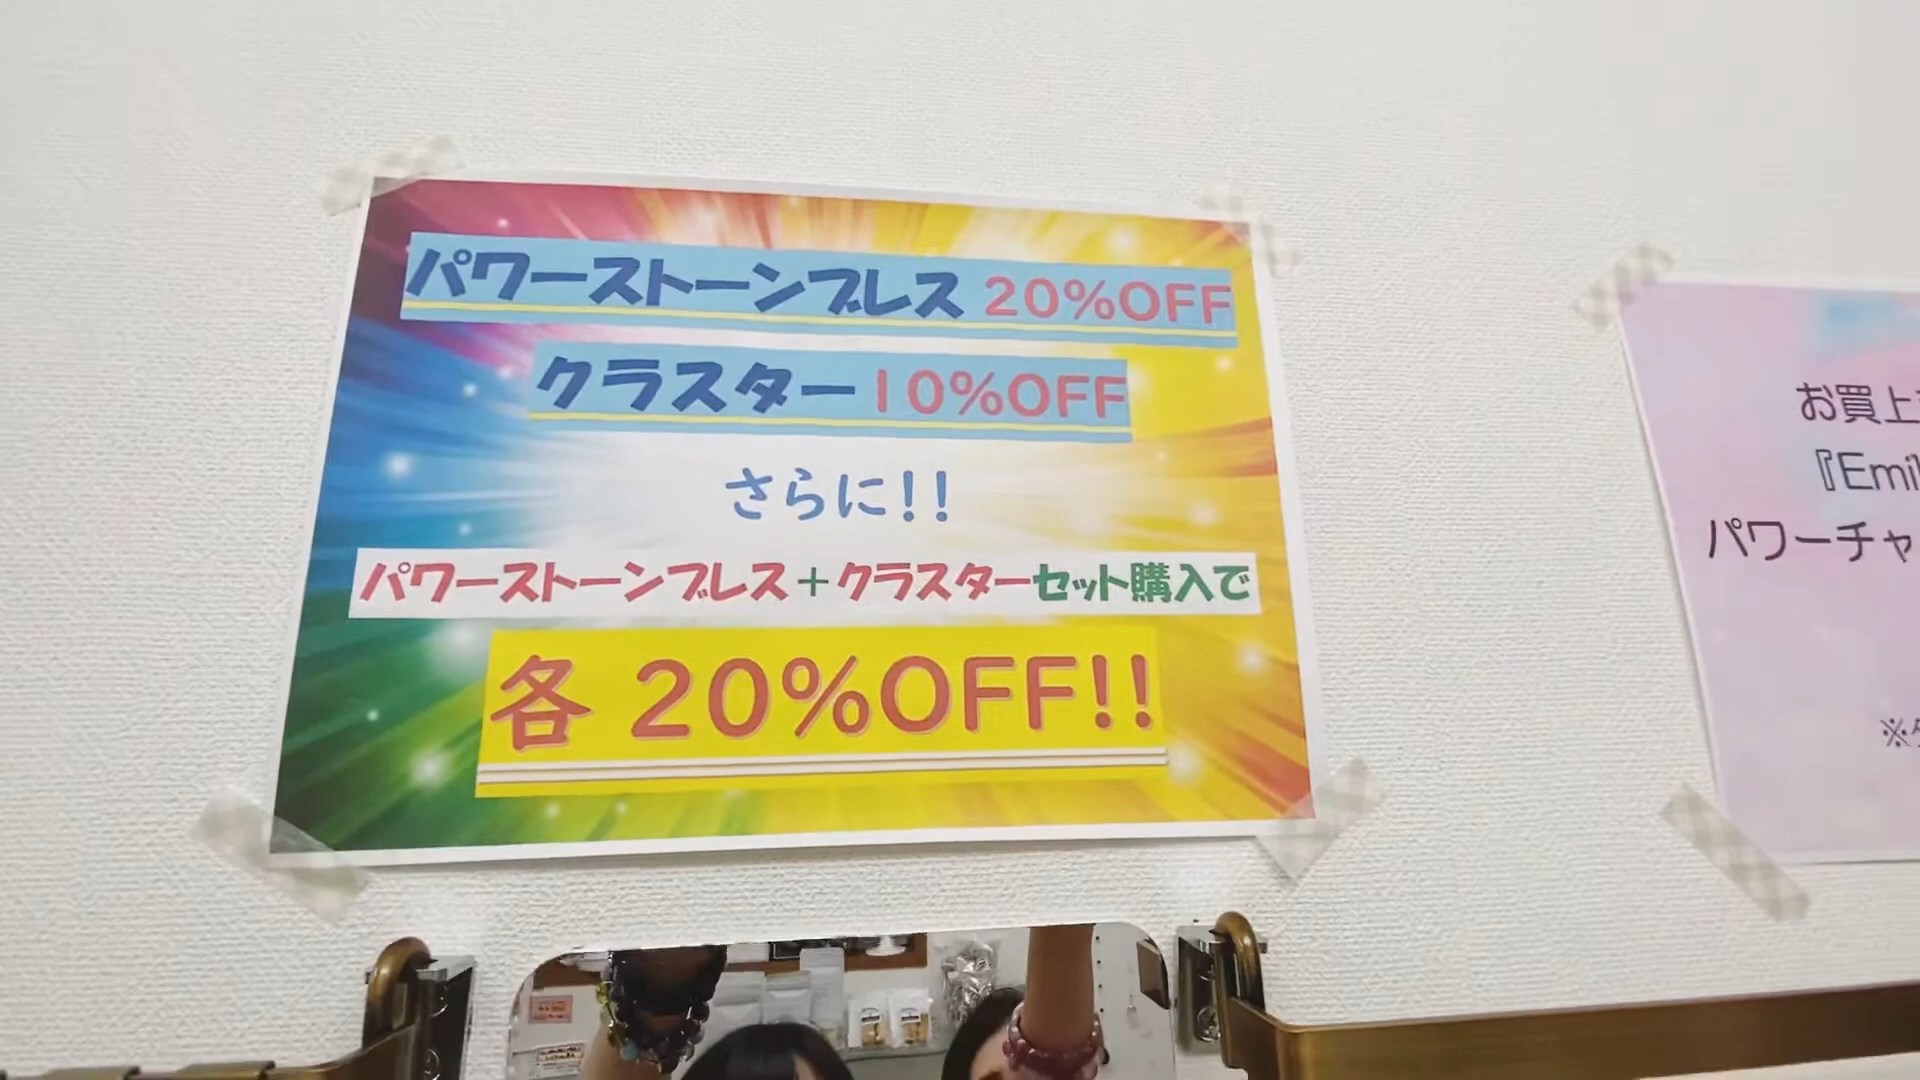 パワーストーンブレス 20%OFF
クラスター10%OFF
さらに!!
パワーストーンブレス+クラスターセット購入で
各 20%OFF!!
お買上
『Emi
パワーチャ
※